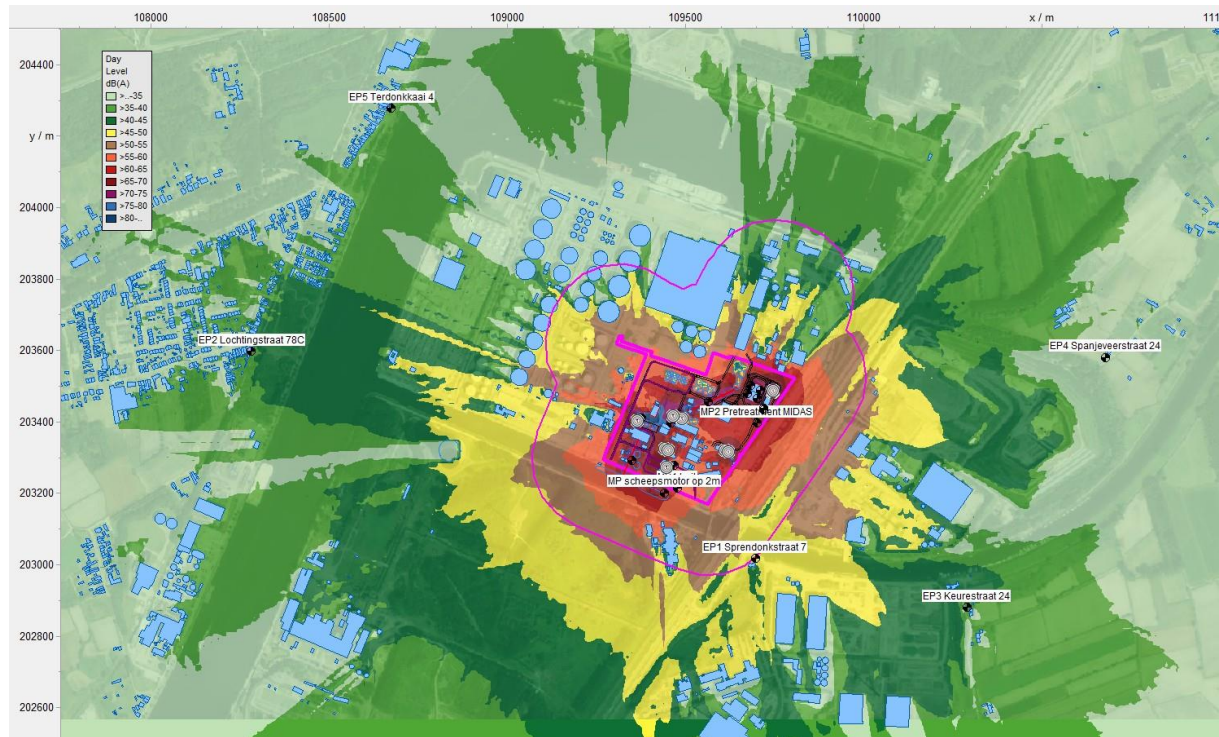 108000 108500 109000 109500 110000 x / m 111
204400
Day
Level
dB(A)
>..-35
>35-40
>40-45
>45-50
>50-55
>55-60
>60-65
>65-70
>70-75
>75-80
>80-..
EP5 Terdonkkaai 4
y / m
204000
203800
203600
EP2 Lochtingstraat 78C
EP4 Spanjeveerstraat 24
203400
MP2 Pretreatment MIDAS
203200
MP scheepsmotor op 2m
203000
EP1 Sprendonkstraat 7
EP3 Keurestraat 24
202800
202600